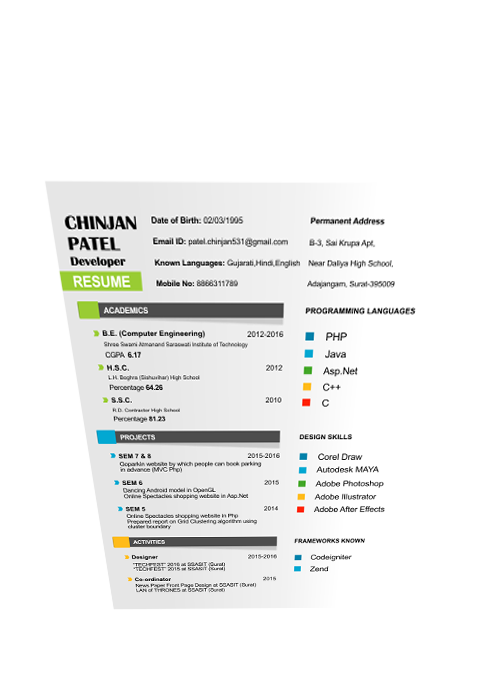 CHINJAN
PATEL
Developer
RESUME
Date of Birth: 02/03/1995
Email ID: patel.chinjan531@gmail.com
Known Languages: Gujarati,Hindi,English
Mobile No: 8866311789
Permanent Address
B-3, Sai Krupa Apt,
Near Daliya High School,
Adajangam, Surat-395009
ACADEMICS
B.E. (Computer Engineering) 2012-2016
Shree Swami Atmanand Saraswati Institute of Technology
CGPA 6.17
H.S.C. 2012
L.H. Boghra (Sishuvihar) High School
Percentage 64.26
S.S.C. 2010
R.D. Contractor High School
Percentage 81.23
PROJECTS
SEM 7 & 8 2015-2016
Goparkin website by which people can book parking
in advance (MVC Php)
SEM 6 2015
Dancing Android model in OpenGL
Online Spectacles shopping website in Asp.Net
SEM 5 2014
Online Spectacles shopping website in Php
Prepared report on Grid Clustering algorithm using
cluster boundary
ACTIVITIES
Designer 2015-2016
"TECHFEST" 2016 at SSASIT (Surat)
"TECHFEST" 2015 at SSASIT (Surat)
Co-ordinator 2015
News Paper Front Page Design at SSASIT (Surat)
LAN of THRONES at SSASIT (Surat)
PROGRAMMING LANGUAGES
PHP
Java
Asp.Net
C++
C
DESIGN SKILLS
Corel Draw
Autodesk MAYA
Adobe Photoshop
Adobe Illustrator
Adobe After Effects
FRAMEWORKS KNOWN
Codeigniter
Zend